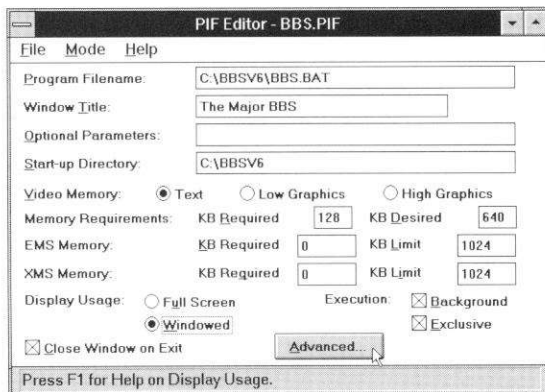 PIF Editor - BBS.PIF
File Mode Help
Program Filename: C:\BBSV6\BBS.BAT
Window Title: The Major BBS
Optional Parameters:
Start-up Directory: C:\BBSV6
Video Memory: Text Low Graphics High Graphics
Memory Requirements: KB Required 128 KB Desired 640
EMS Memory: KB Required 0 KB Limit 1024
XMS Memory: KB Required 0 KB Limit 1024
Display Usage: Full Screen Execution: Background
Windowed Exclusive
Close Window on Exit Advanced...
Press F1 for Help on Display Usage.